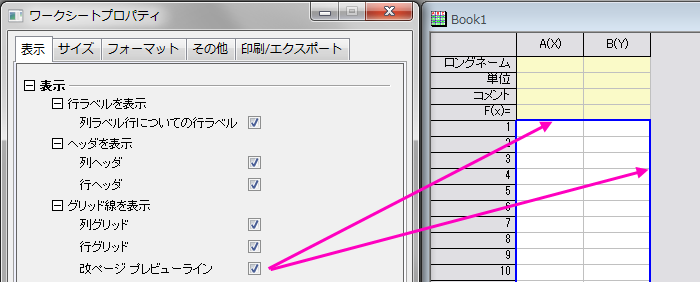 ワークシートプロパティ
表示 サイズ フォーマット その他 印刷/エクスポート
表示
行ラベルを表示
列ラベル行についての行ラベル
ヘッダを表示
列ヘッダ
行ヘッダ
グリッド線を表示
列グリッド
行グリッド
改ページ プレビューライン
Book1
A(X) B(Y)
ロングネーム
単位
コメント
F(x)=
1
2
3
4
5
6
7
8
9
10